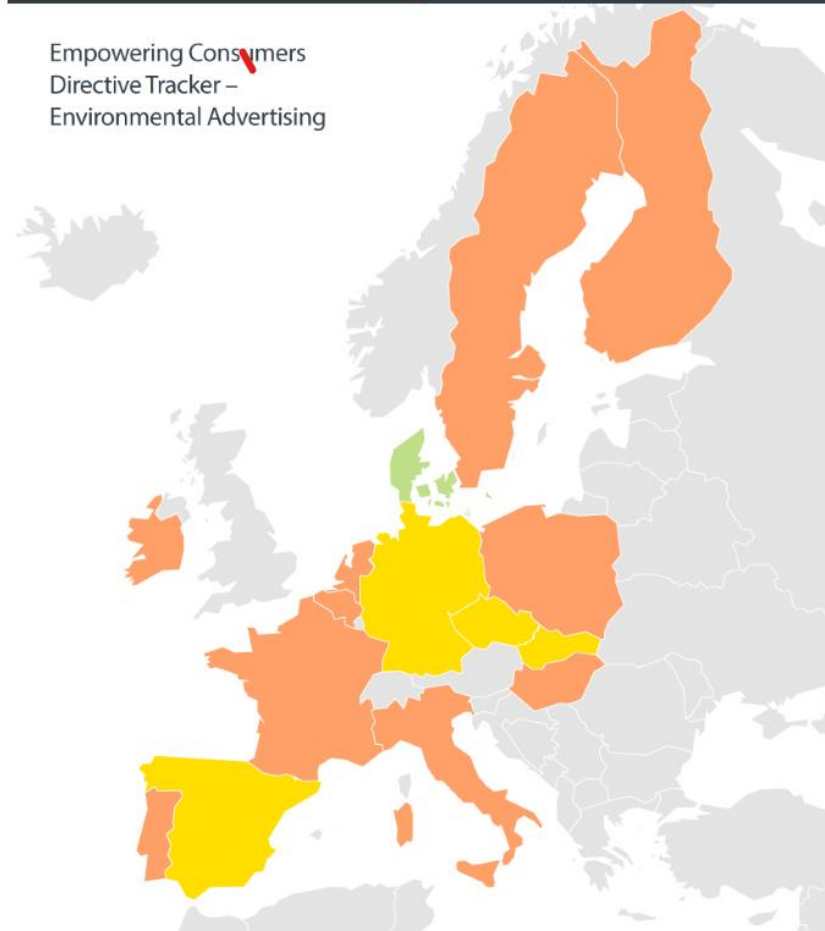 Empowering Consumers
Directive Tracker –
Environmental Advertising